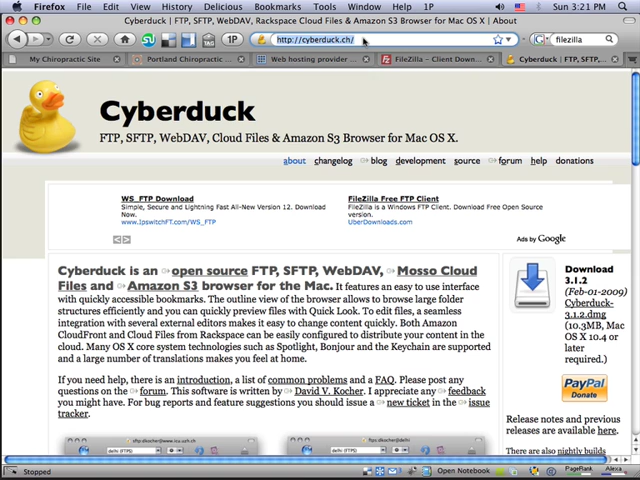 Firefox File Edit View History Delicious Bookmarks Tools Window Help 1P Sun 3:21 PM
Cyberduck | FTP, SFTP, WebDAV, Rackspace Cloud Files & Amazon S3 Browser for Mac OS X | About
TAG 1P http://cyberduck.ch/ filezilla
My Chiropractic Site Portland Chiropractic ... Web hosting provider ... FileZilla - Client Down... Cyberduck | FTP, SFTP,...
Cyberduck
FTP, SFTP, WebDAV, Cloud Files & Amazon S3 Browser for Mac OS X.
about changelog blog development source forum help donations
WS_FTP Download
Simple, Secure and Lightning Fast All-New Version 12. Download
Now.
www.IpswitchFT.com/WS_FTP
FileZilla Free FTP Client
FileZilla is a Windows FTP Client. Download Free Open Source
version.
UberDownloads.com
Ads by Google
Cyberduck is an open source FTP, SFTP, WebDAV, Mosso Cloud
Files and Amazon S3 browser for the Mac. It features an easy to use interface
with quickly accessible bookmarks. The outline view of the browser allows to browse large folder
structures efficiently and you can quickly preview files with Quick Look. To edit files, a seamless
integration with several external editors makes it easy to change content quickly. Both Amazon
CloudFront and Cloud Files from Rackspace can be easily configured to distribute your content in the
cloud. Many OS X core system technologies such as Spotlight, Bonjour and the Keychain are supported
and a large number of translations makes you feel at home.
If you need help, there is an introduction, a list of common problems and a FAQ. Please post any
questions on the forum. This software is written by David V. Kocher. I appreciate any feedback
you might have. For bug reports and feature suggestions you should issue a new ticket in the issue
tracker.
Download
3.1.2
(Feb-01-2009)
Cyberduck-
3.1.2.dmg
(10.3MB, Mac
OS X 10.4 or
later
required.)
PayPal
Donate
Release notes and previous
releases are available here.
There are also nightly builds
Stopped Open Notebook PageRank Alexa